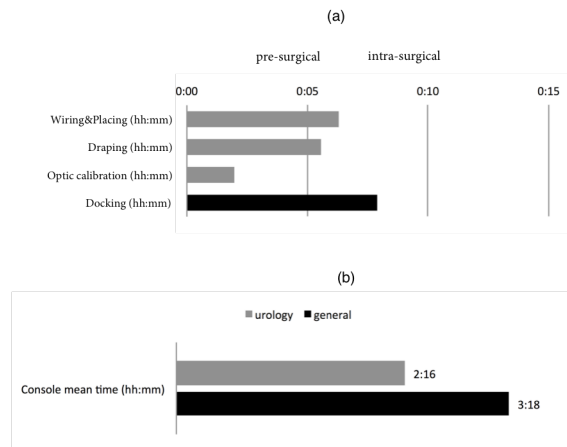 (a)
pre-surgical intra-surgical
0:00 0:05 0:10 0:15
Wiring&Placing (hh:mm)
Draping (hh:mm)
Optic calibration (hh:mm)
Docking (hh:mm)
(b)
urology general
2:16
Console mean time (hh:mm)
3:18